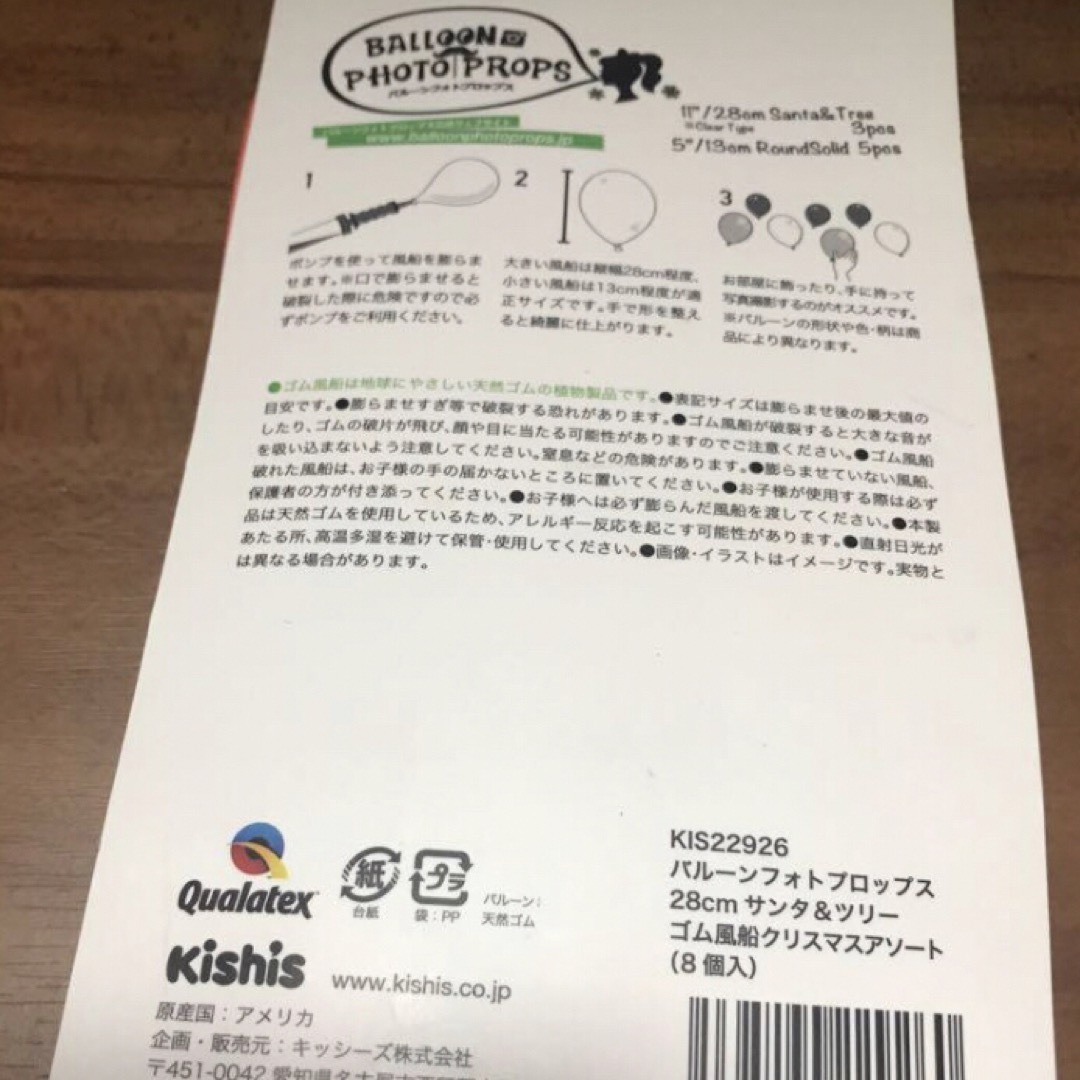 BALLOON
PHOTO PROPS
バルーンフォトプロップス
www.balloonphotoprops.jp
11"/28cm Santa&Tree
※Clear Type 3pcs
5"/13cm RoundSolid 5pcs
1
ポンプを使って風船を膨らま
せます。※口で膨らませると
破裂した際に危険ですので必
ずポンプをご利用ください。
2
大きい風船は縦幅28cm程度、
小さい風船は13cm程度が適
正サイズです。手で形を整え
ると綺麗に仕上がります。
3
お部屋に飾ったり、手に持って
写真撮影するのがオススメです。
※バルーンの形状や色・柄は商
品により異なります。
●ゴム風船は地球にやさしい天然ゴムの植物製品です。●表記サイズは膨らませ後の最大値の
目安です。●膨らませすぎ等で破裂する恐れがあります。●ゴム風船が破裂すると大きな音が
したり、ゴムの破片が飛び、顔や目に当たる可能性がありますのでご注意ください。●ゴム風船
を吸い込まないよう注意してください。窒息などの危険があります。●膨らませていない風船、
破れた風船は、お子様の手の届かないところに置いてください。●お子様が使用する際は必ず
保護者の方が付き添ってください。●お子様へは必ず膨らんだ風船を渡してください。●本製
品は天然ゴムを使用しているため、アレルギー反応を起こす可能性があります。●直射日光が
あたる所、高温多湿を避けて保管・使用してください。●画像・イラストはイメージです。実物と
は異なる場合があります。
Qualatex
紙
台紙
プラ
袋：PP
バルーン：
天然ゴム
Kishis
www.kishis.co.jp
原産国：アメリカ
企画・販売元：キッシーズ株式会社
〒451-0042
KIS22926
バルーンフォトプロップス
28cm サンタ＆ツリー
ゴム風船クリスマスアソート
(8個入)